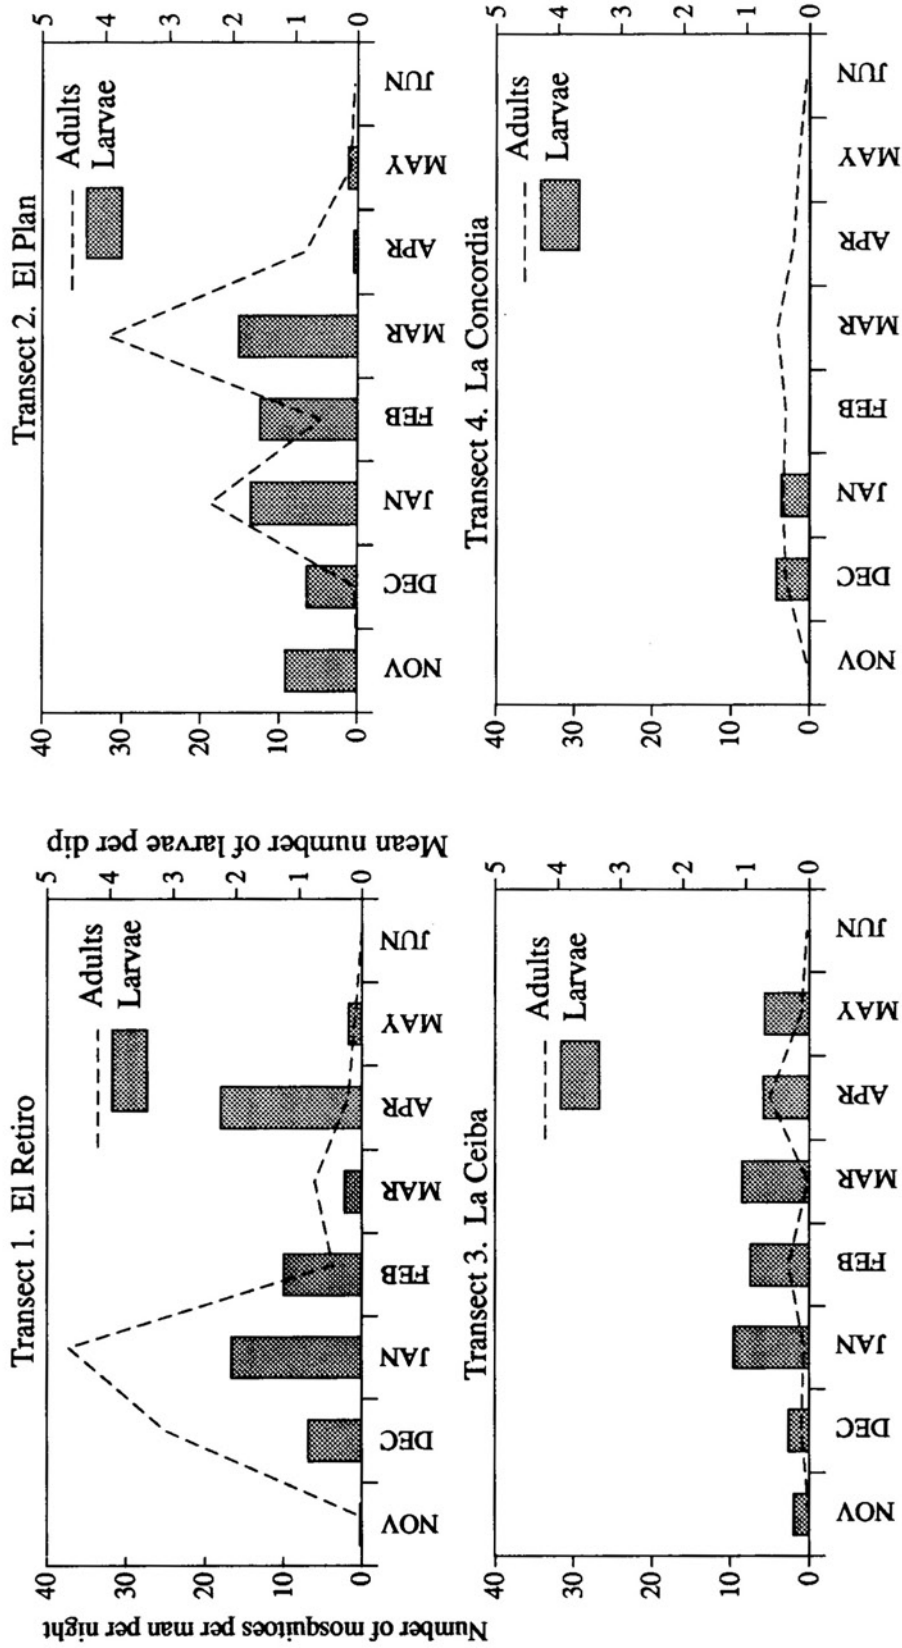 Transect 1. El Retiro
Number of mosquitoes per man per night
40
30
20
10
0
Adults
Larvae
5
4
3
2
1
0
Mean number of larvae per dip
NOV DEC JAN FEB MAR APR MAY JUN
Transect 2. El Plan
40
30
20
10
0
Adults
Larvae
5
4
3
2
1
0
NOV DEC JAN FEB MAR APR MAY JUN
Transect 3. La Ceiba
40
30
20
10
0
Adults
Larvae
5
4
3
2
1
0
NOV DEC JAN FEB MAR APR MAY JUN
Transect 4. La Concordia
40
30
20
10
0
Adults
Larvae
5
4
3
2
1
0
NOV DEC JAN FEB MAR APR MAY JUN